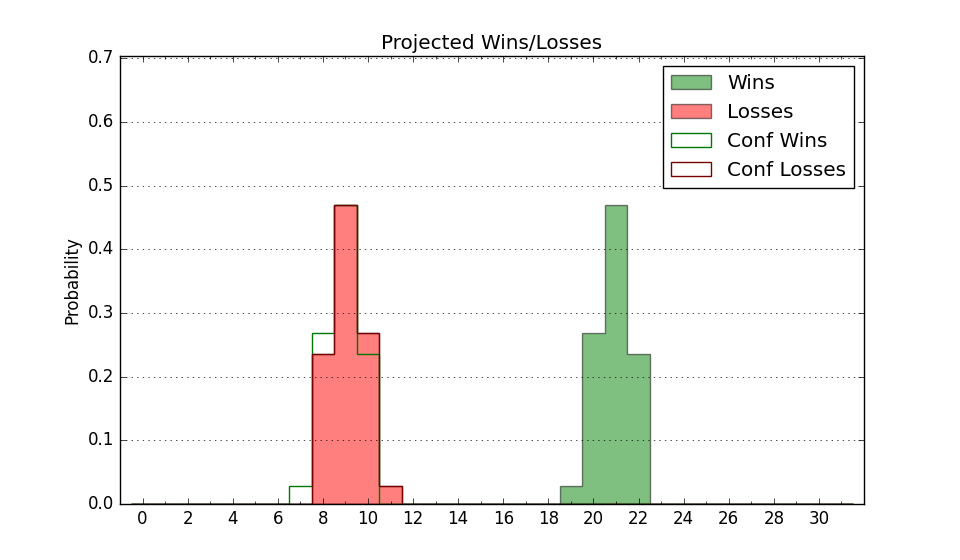 Projected Wins/Losses
0.7
0.6
0.5
0.4
0.3
0.2
0.1
0.0
Probability
Wins
Losses
Conf Wins
Conf Losses
0 2 4 6 8 10 12 14 16 18 20 22 24 26 28 30